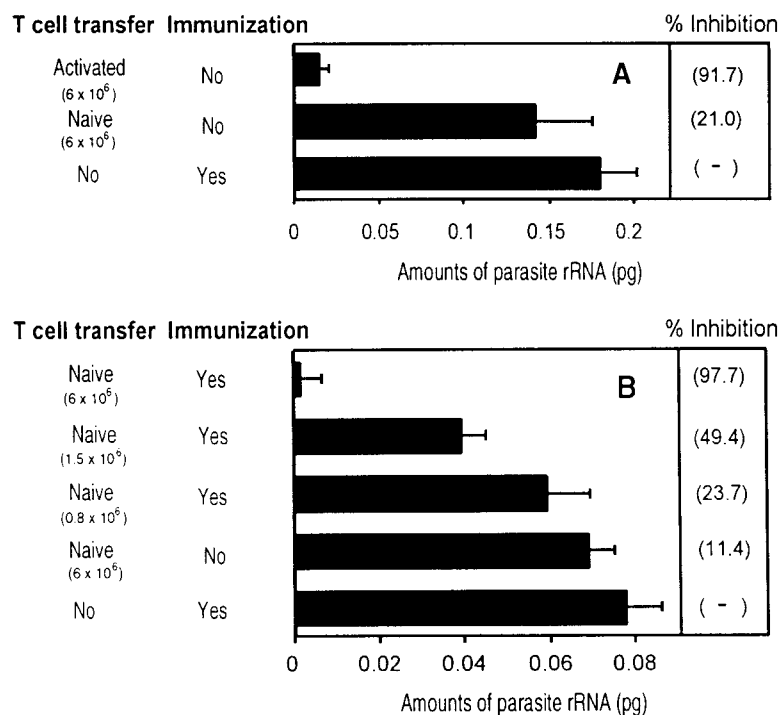 T cell transfer Immunization % Inhibition
Activated No A (91.7)
(6 x 10⁶)
Naive No (21.0)
(6 x 10⁶)
No Yes ( - )
0 0.05 0.1 0.15 0.2
Amounts of parasite rRNA (pg)
T cell transfer Immunization % Inhibition
Naive Yes B (97.7)
(6 x 10⁶)
Naive Yes (49.4)
(1.5 x 10⁶)
Naive Yes (23.7)
(0.8 x 10⁶)
Naive No (11.4)
(6 x 10⁶)
No Yes ( - )
0 0.02 0.04 0.06 0.08
Amounts of parasite rRNA (pg)